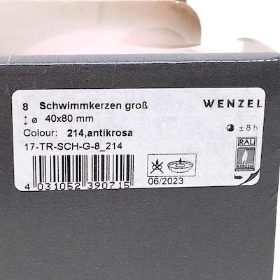 8 Schwimmkerzen groß
WENZEL
↕ ø 40x80 mm
± 8 h
Colour: 214,antikrosa
17-TR-SCH-G-8_214
RAL
06/2023
4 031052 390715